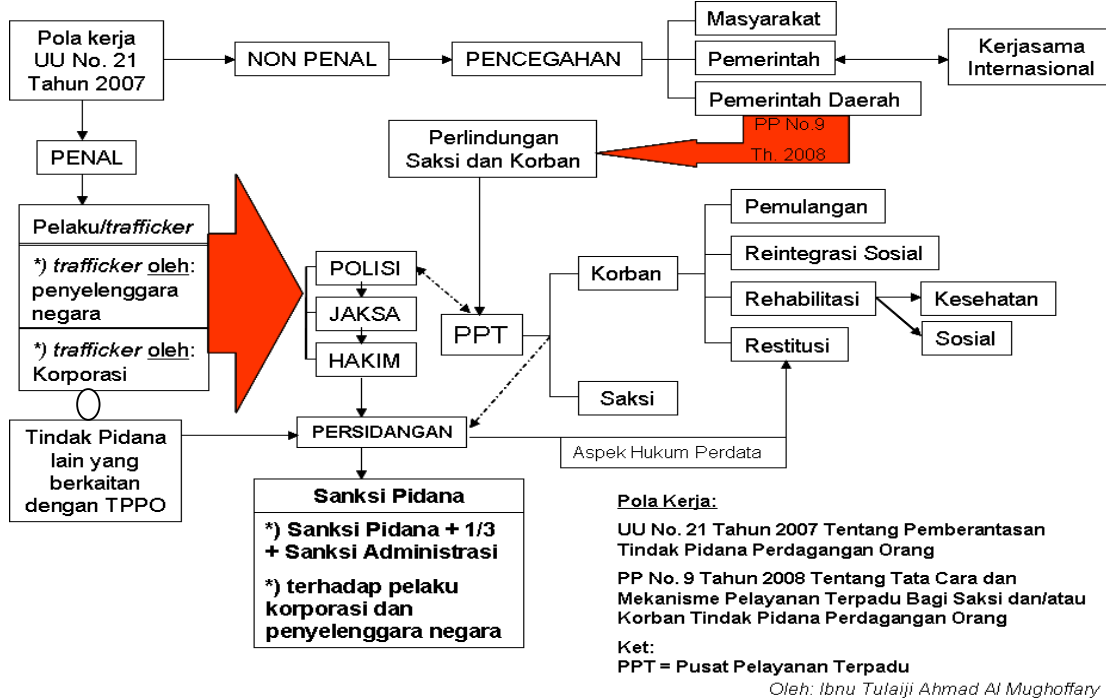 Pola kerja
UU No. 21
Tahun 2007
NON PENAL
PENCEGAHAN
Masyarakat
Pemerintah
Pemerintah Daerah
Kerjasama
Internasional
PP No.9
Th. 2008
Perlindungan
Saksi dan Korban
PENAL
Pelaku/trafficker
*) trafficker oleh:
penyelenggara
negara
*) trafficker oleh:
Korporasi
POLISI
JAKSA
HAKIM
PPT
Korban
Saksi
Pemulangan
Reintegrasi Sosial
Rehabilitasi
Restitusi
Kesehatan
Sosial
Tindak Pidana
lain yang
berkaitan
dengan TPPO
PERSIDANGAN
Aspek Hukum Perdata
Sanksi Pidana
*) Sanksi Pidana + 1/3
+ Sanksi Administrasi
*) terhadap pelaku
korporasi dan
penyelenggara negara
Pola Kerja:
UU No. 21 Tahun 2007 Tentang Pemberantasan
Tindak Pidana Perdagangan Orang
PP No. 9 Tahun 2008 Tentang Tata Cara dan
Mekanisme Pelayanan Terpadu Bagi Saksi dan/atau
Korban Tindak Pidana Perdagangan Orang
Ket:
PPT = Pusat Pelayanan Terpadu
Oleh: Ibnu Tulaiji Ahmad Al Mughoffary